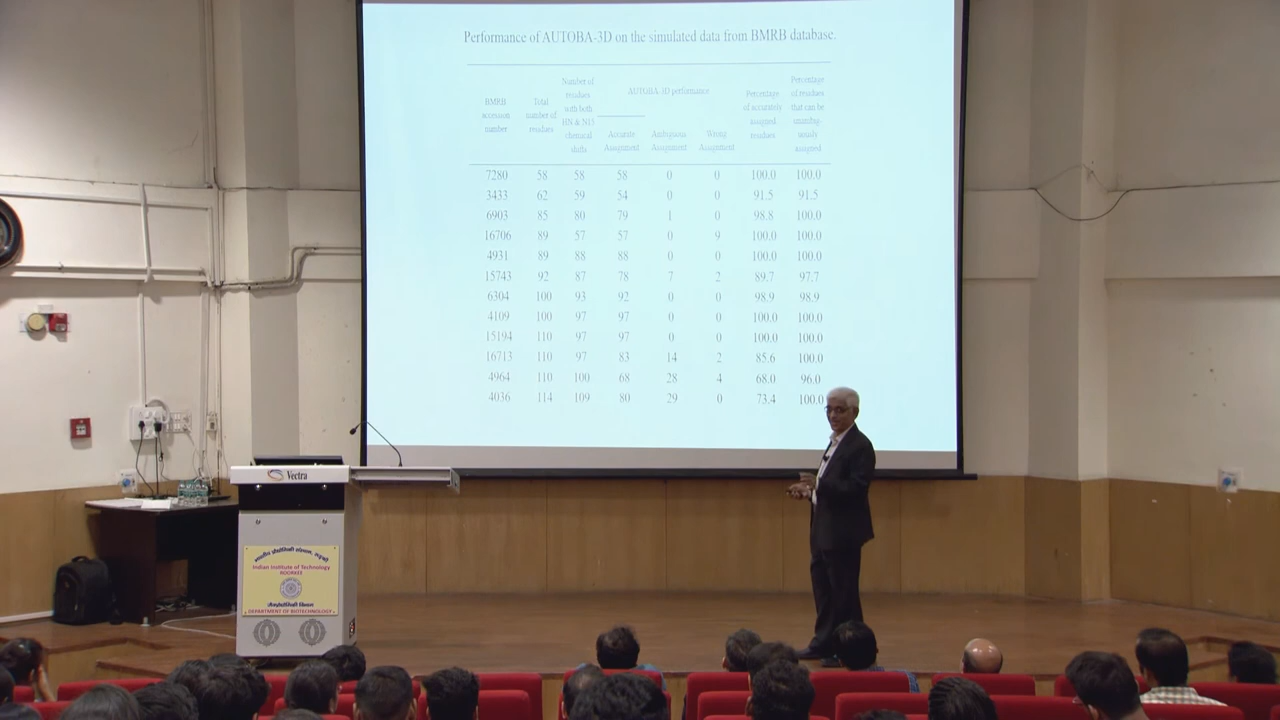 Performance of AUTOBA-3D on the simulated data from BMRB database.
BMRB accession number
Total number of residues
Number of residues with both HN & N15 chemical shifts
AUTOBA-3D performance
Accurate Assignment
Ambiguous Assignment
Wrong Assignment
Percentage of accurately assigned residues
Percentage of residues that can be unambiguously assigned
7280 58 58 58 0 0 100.0 100.0
3433 62 59 54 0 0 91.5 91.5
6903 85 80 79 1 0 98.8 100.0
16706 89 57 57 0 9 100.0 100.0
4931 89 88 88 0 0 100.0 100.0
15743 92 87 78 7 2 89.7 97.7
6304 100 93 92 0 0 98.9 98.9
4109 100 97 97 0 0 100.0 100.0
15194 110 97 97 0 0 100.0 100.0
16713 110 97 83 14 2 85.6 100.0
4964 110 100 68 28 4 68.0 96.0
4036 114 109 80 29 0 73.4 100.0
Vectra
भारतीय प्रौद्योगिकी संस्थान, रूड़की
Indian Institute of Technology
ROORKEE
जैवप्रौद्योगिकी विभाग
DEPARTMENT OF BIOTECHNOLOGY